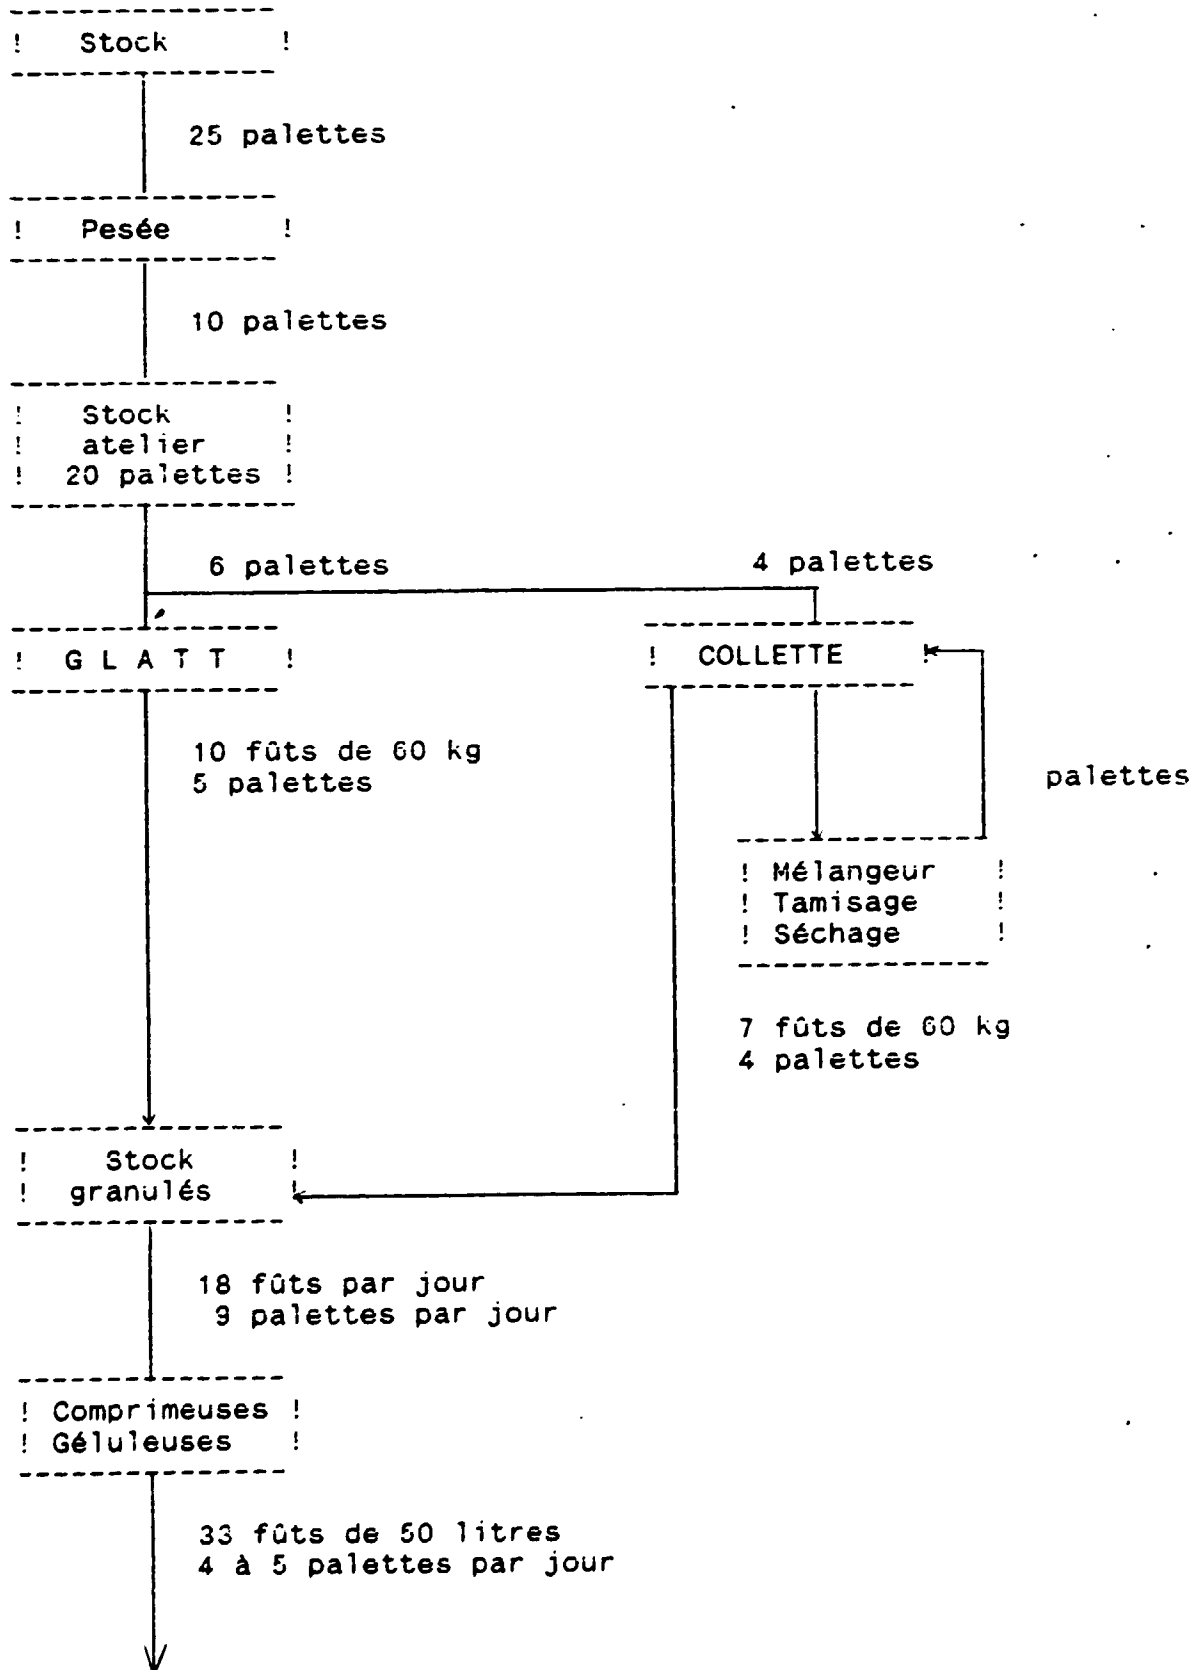 ! Stock !
25 palettes
! Pesée !
10 palettes
! Stock !
! atelier !
! 20 palettes !
6 palettes 4 palettes
! G L A T T ! ! COLLETTE !
10 fûts de 60 kg
5 palettes
palettes
! Mélangeur !
! Tamisage !
! Séchage !
7 fûts de 60 kg
4 palettes
! Stock !
! granulés !
18 fûts par jour
9 palettes par jour
! Comprimeuses !
! Géluleuses !
33 fûts de 50 litres
4 à 5 palettes par jour